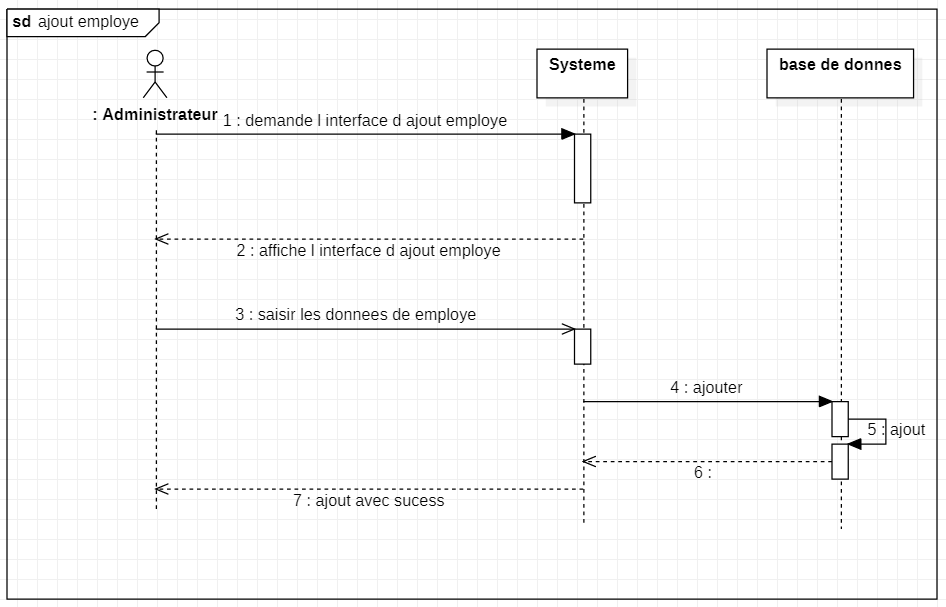 sd ajout employe
Systeme
base de donnes
: Administrateur
1 : demande l interface d ajout employe
2 : affiche l interface d ajout employe
3 : saisir les donnees de employe
4 : ajouter
5 : ajout
6 :
7 : ajout avec sucess